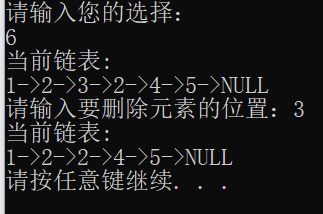 请输入您的选择：
6
当前链表:
1->2->3->2->4->5->NULL
请输入要删除元素的位置：3
当前链表:
1->2->2->4->5->NULL
请按任意键继续. . .